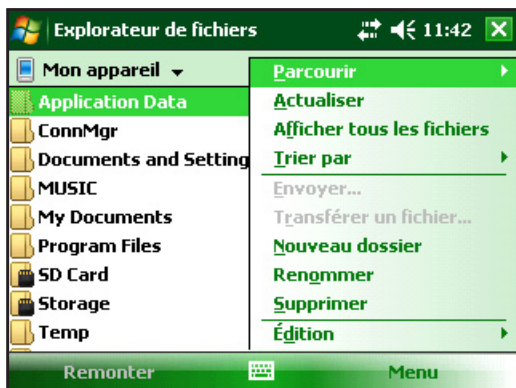 Explorateur de fichiers 11:42
Mon appareil
Application Data
ConnMgr
Documents and Setting
MUSIC
My Documents
Program Files
SD Card
Storage
Temp
Parcourir
Actualiser
Afficher tous les fichiers
Trier par
Envoyer...
Transférer un fichier...
Nouveau dossier
Renommer
Supprimer
Édition
Remonter Menu